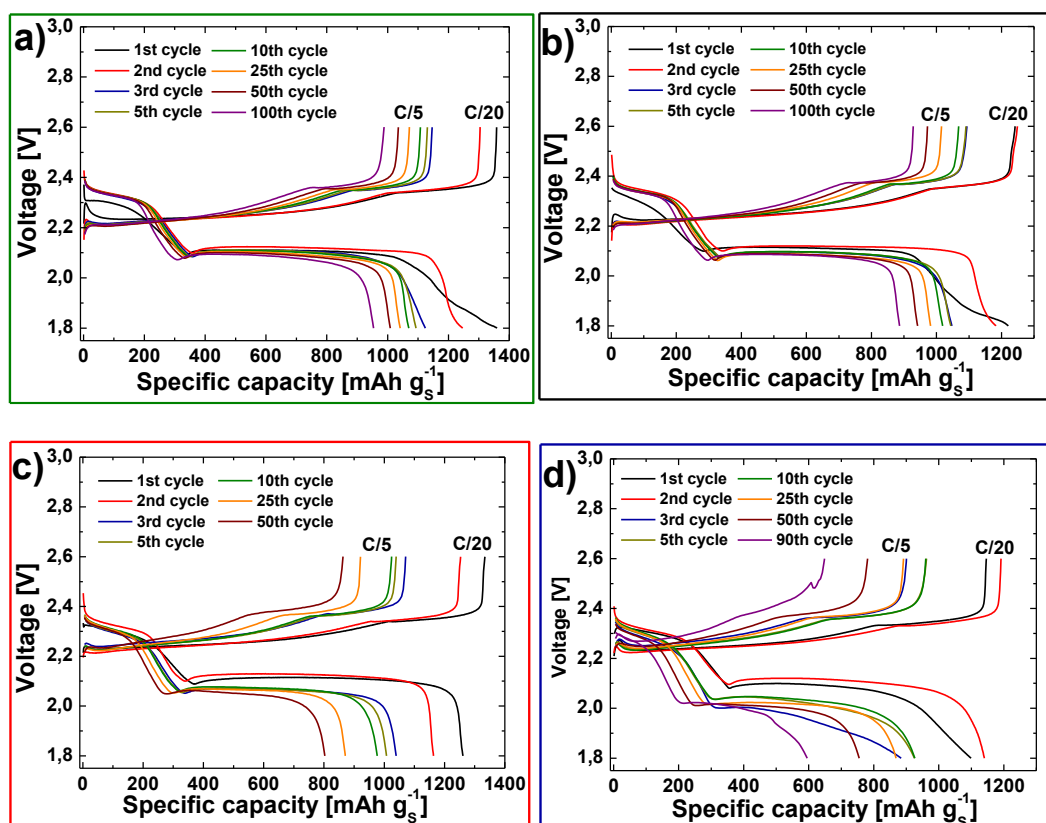 a)
1st cycle 10th cycle
2nd cycle 25th cycle
3rd cycle 50th cycle
5th cycle 100th cycle
C/5 C/20
3,0
2,8
2,6
2,4
2,2
2,0
1,8
Voltage [V]
0 200 400 600 800 1000 1200 1400
Specific capacity [mAh g_S^-1]
b)
1st cycle 10th cycle
2nd cycle 25th cycle
3rd cycle 50th cycle
5th cycle 100th cycle
C/5 C/20
3,0
2,8
2,6
2,4
2,2
2,0
1,8
Voltage [V]
0 200 400 600 800 1000 1200
Specific capacity [mAh g_S^-1]
c)
1st cycle 10th cycle
2nd cycle 25th cycle
3rd cycle 50th cycle
5th cycle
C/5 C/20
3,0
2,8
2,6
2,4
2,2
2,0
1,8
Voltage [V]
0 200 400 600 800 1000 1200 1400
Specific capacity [mAh g_S^-1]
d)
1st cycle 10th cycle
2nd cycle 25th cycle
3rd cycle 50th cycle
5th cycle 90th cycle
C/5 C/20
3,0
2,8
2,6
2,4
2,2
2,0
1,8
Voltage [V]
0 200 400 600 800 1000 1200
Specific capacity [mAh g_S^-1]